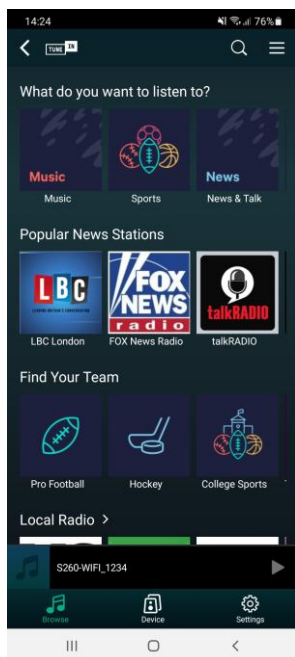 14:24
76%
TUNE IN
What do you want to listen to?
Music
News
Music
Sports
News & Talk
Popular News Stations
LBC
LEADING BRITAIN'S CONVERSATION
FOX
NEWS
radio
talkRADIO
LBC London
FOX News Radio
talkRADIO
Find Your Team
Pro Football
Hockey
College Sports
Local Radio >
S260-WIFI_1234
Browse
Device
Settings